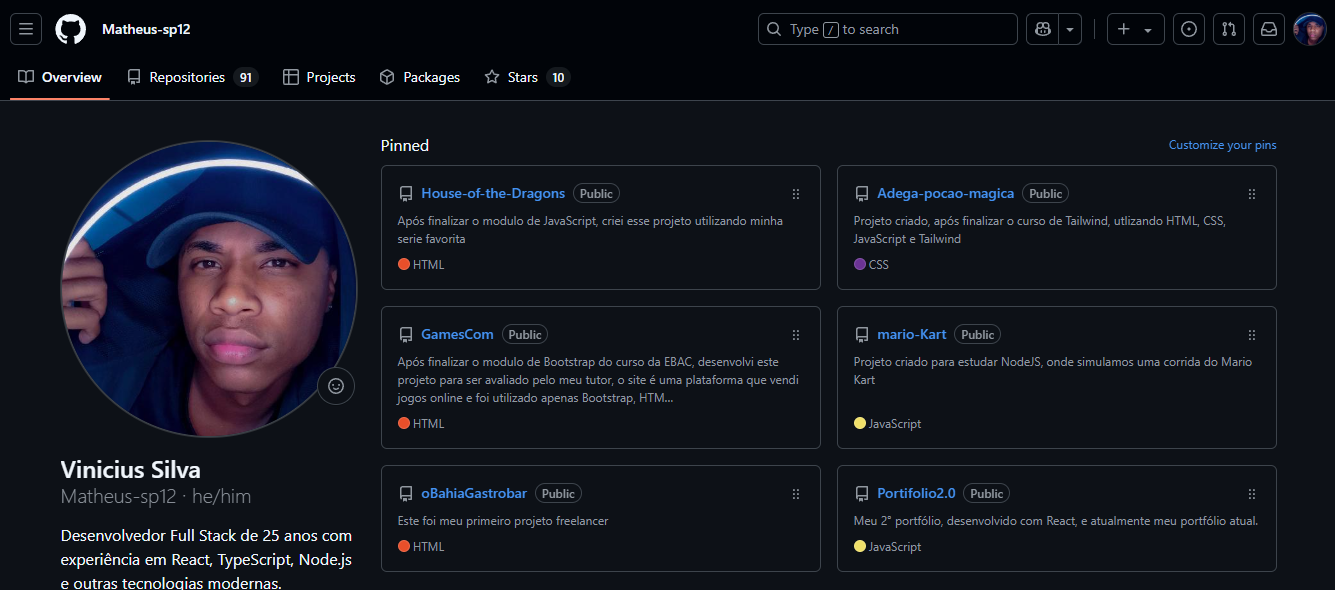 Matheus-sp12
Type / to search
Overview
Repositories 91
Projects
Packages
Stars 10
Vinicius Silva
Matheus-sp12 · he/him
Desenvolvedor Full Stack de 25 anos com
experiência em React, TypeScript, Node.js
e outras tecnologias modernas.
Pinned
Customize your pins
House-of-the-Dragons Public
Após finalizar o modulo de JavaScript, criei esse projeto utilizando minha
serie favorita
HTML
Adega-pocao-magica Public
Projeto criado, após finalizar o curso de Tailwind, utlizando HTML, CSS,
JavaScript e Tailwind
CSS
GamesCom Public
Após finalizar o modulo de Bootstrap do curso da EBAC, desenvolvi este
projeto para ser avaliado pelo meu tutor, o site é uma plataforma que vendi
jogos online e foi utilizado apenas Bootstrap, HTM...
HTML
mario-Kart Public
Projeto criado para estudar NodeJS, onde simulamos uma corrida do Mario
Kart
JavaScript
oBahiaGastrobar Public
Este foi meu primeiro projeto freelancer
HTML
Portifolio2.0 Public
Meu 2° portfólio, desenvolvido com React, e atualmente meu portfólio atual.
JavaScript